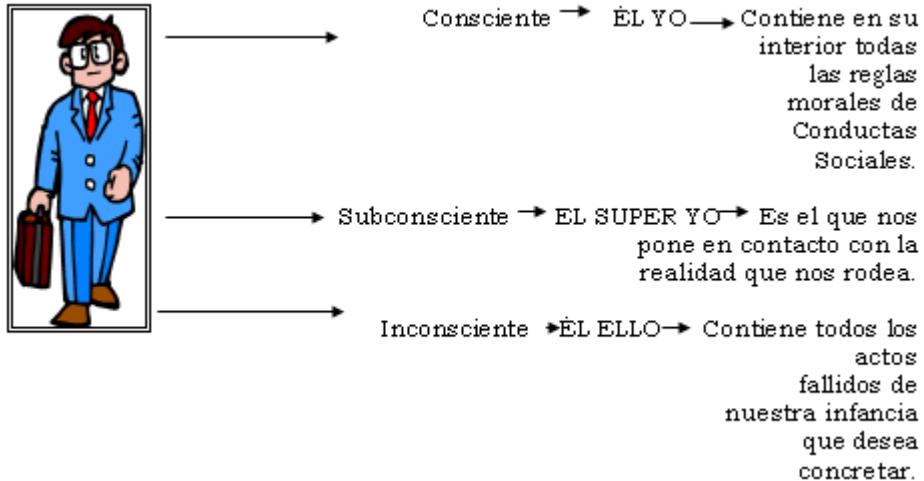 Consciente ÉL YO Contiene en su
interior todas
las reglas
morales de
Conductas
Sociales.
Subconsciente EL SUPER YO Es el que nos
pone en contacto con la
realidad que nos rodea.
Inconsciente ÉL ELLO Contiene todos los
actos
fallidos de
nuestra infancia
que desea
concretar.